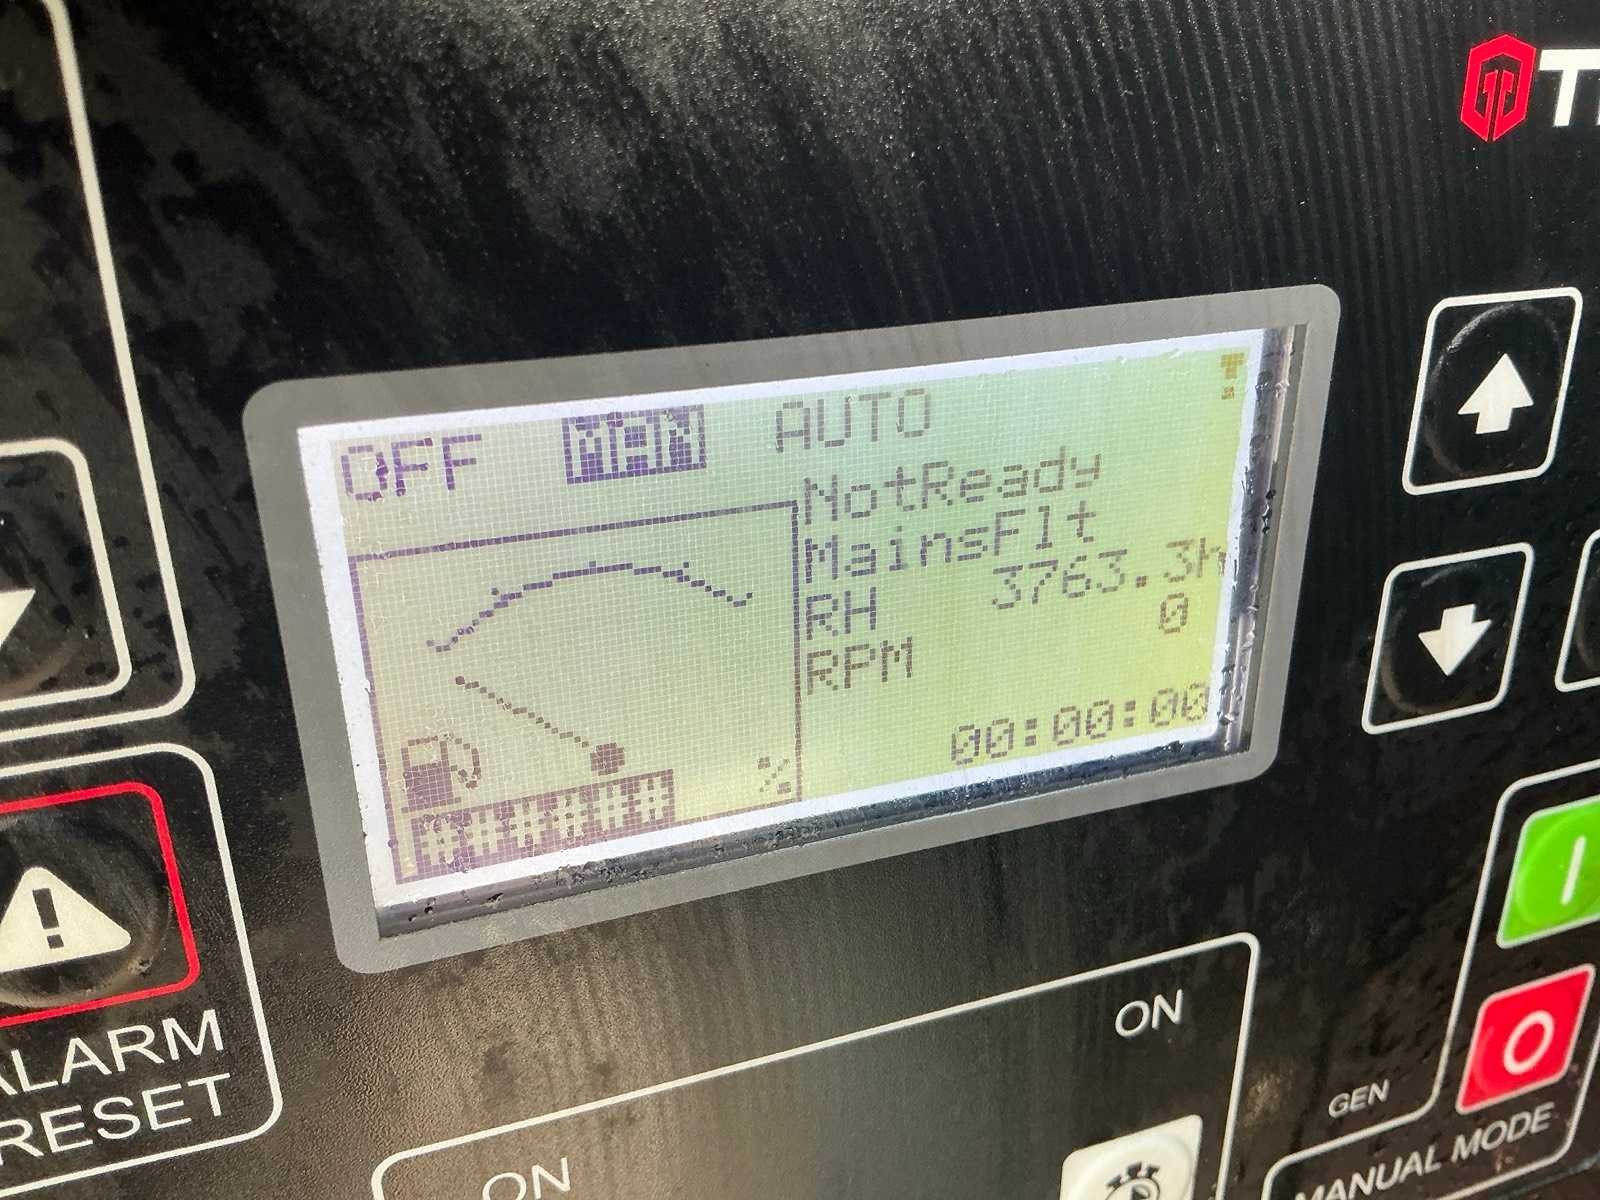 OFF MAN AUTO
NotReady
MainsFlt
RH 3763.3h
RPM 0
00:00:00
%
#####
ALARM
RESET
ON
ON
GEN
MANUAL MODE